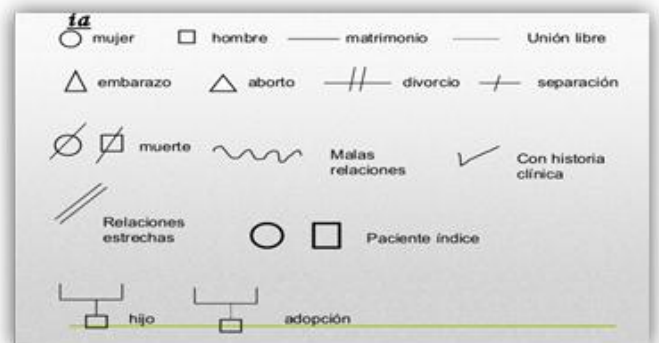 ia
mujer hombre matrimonio Unión libre
embarazo aborto divorcio separación
muerte Malas relaciones Con historia clínica
Relaciones estrechas Paciente índice
hijo adopción